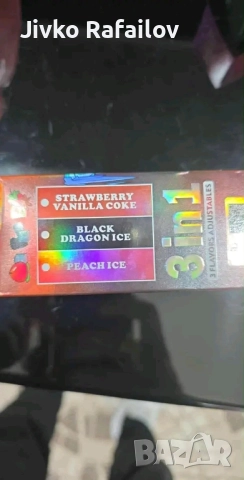 Jivko Rafailov
STRAWBERRY
VANILLA COKE
BLACK
DRAGON ICE
PEACH ICE
3in1
3 FLAVORS ADJUSTABLES
BAZAR